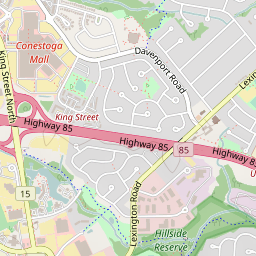 Conestoga
Mall
Davenport Road
King Street North
King Street
Highway 85
Highway 85
85
Highway 8
Lexington Road
15
Hillside
Reserve